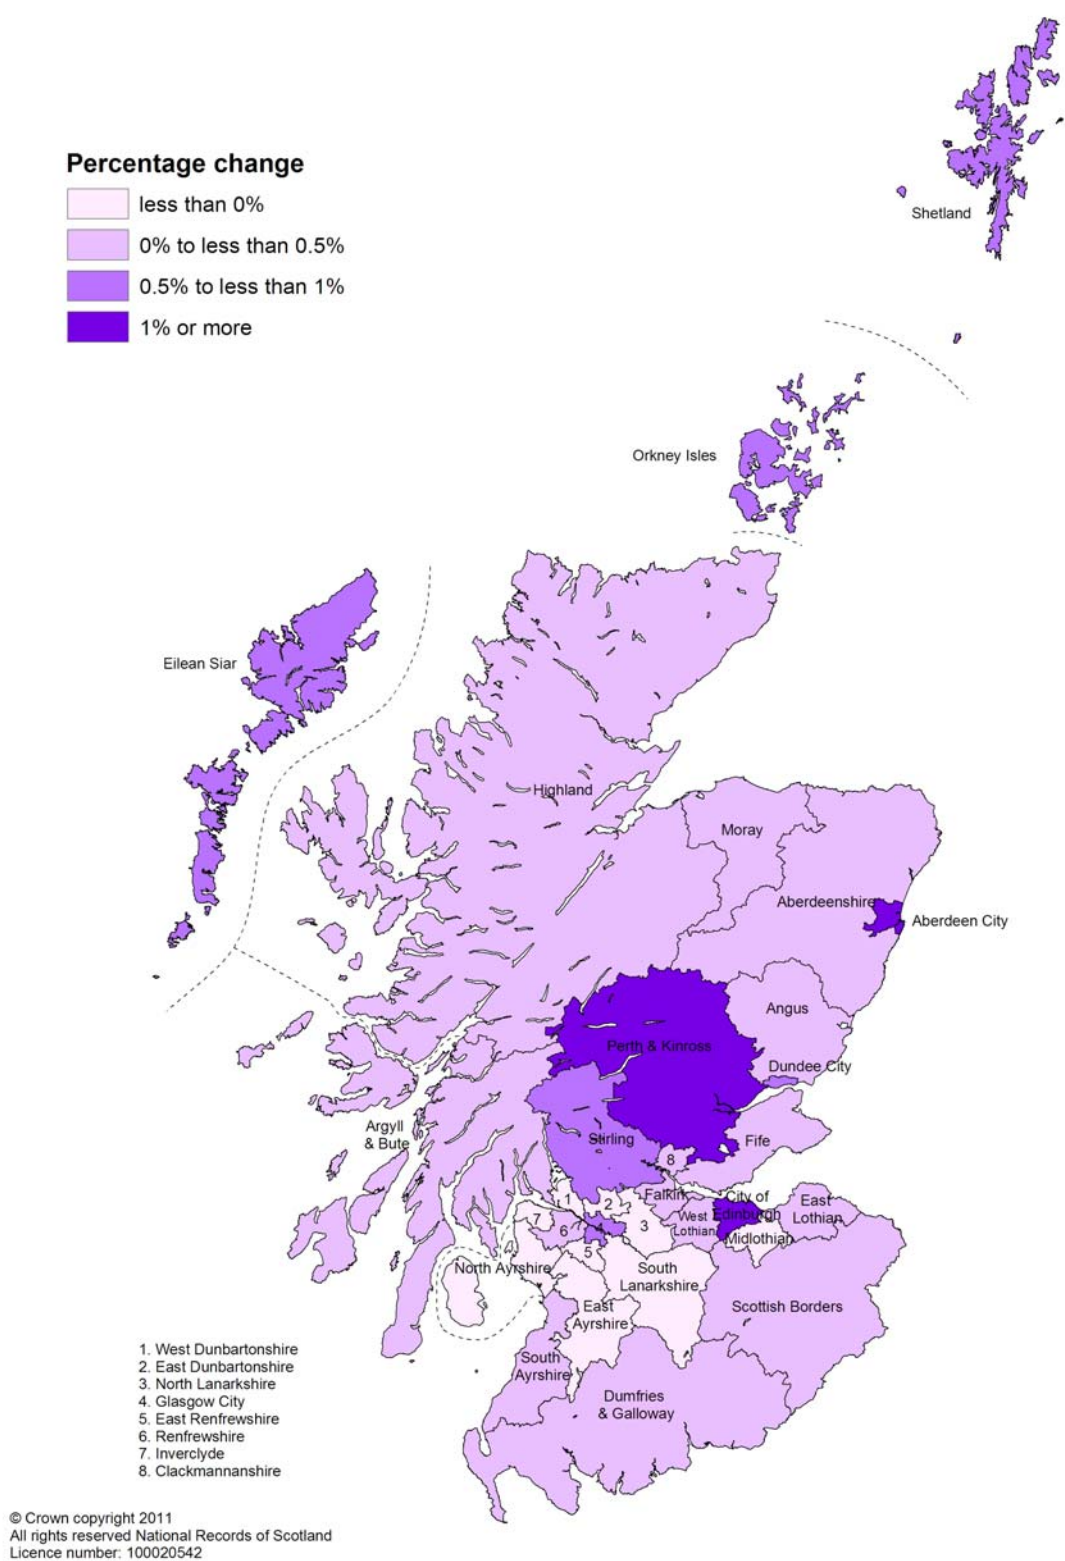 Percentage change
less than 0%
0% to less than 0.5%
0.5% to less than 1%
1% or more
Shetland
Orkney Isles
Eilean Siar
Highland
Moray
Aberdeenshire
Aberdeen City
Angus
Perth & Kinross
Dundee City
Argyll
& Bute
Stirling
Fife
8
1
2
Falkirk
City of
Edinburgh
East
Lothian
West
Lothian
Midlothian
7
6
4
3
5
North Ayrshire
South
Lanarkshire
East
Ayrshire
Scottish Borders
South
Ayrshire
Dumfries
& Galloway
1. West Dunbartonshire
2. East Dunbartonshire
3. North Lanarkshire
4. Glasgow City
5. East Renfrewshire
6. Renfrewshire
7. Inverclyde
8. Clackmannanshire
© Crown copyright 2011
All rights reserved National Records of Scotland
Licence number: 100020542